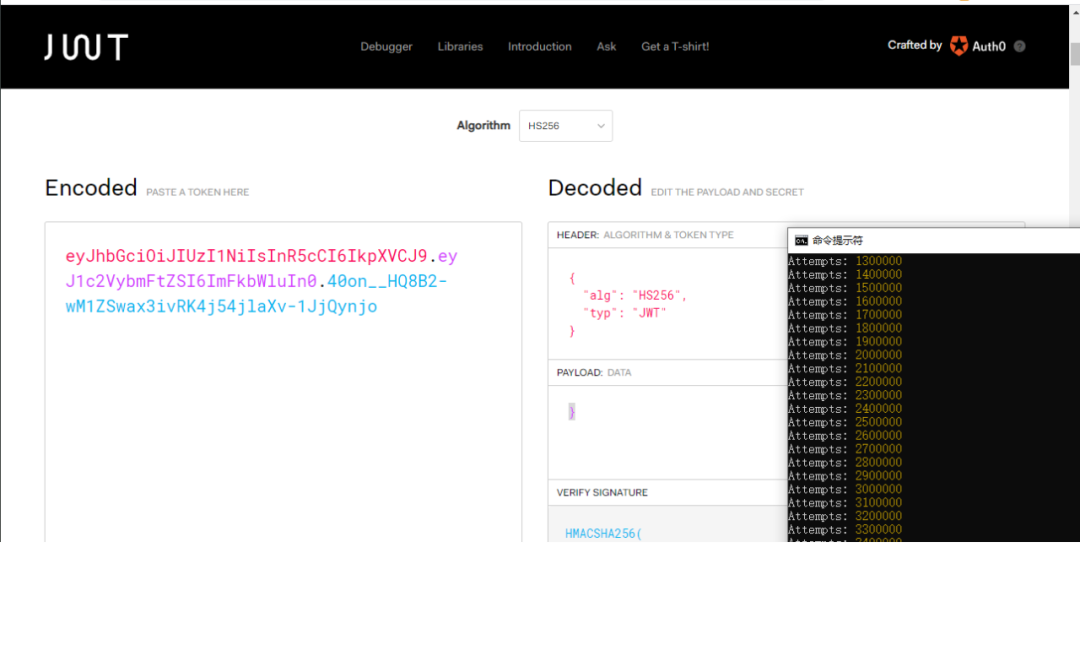 JWT
Debugger Libraries Introduction Ask Get a T-shirt!
Crafted by Auth0 ?
Algorithm HS256
Encoded PASTE A TOKEN HERE
eyJhbGciOiJIUzI1NiIsInR5cCI6IkpXVCJ9.ey
J1c2VybmFtZSI6ImFkbWluIn0.40on__HQ8B2-
wM1ZSwax3ivRK4j54jlaXv-1JjQynjo
Decoded EDIT THE PAYLOAD AND SECRET
HEADER: ALGORITHM & TOKEN TYPE
{
"alg": "HS256",
"typ": "JWT"
}
PAYLOAD: DATA
}
VERIFY SIGNATURE
HMACSHA256(
命令提示符
Attempts: 1300000
Attempts: 1400000
Attempts: 1500000
Attempts: 1600000
Attempts: 1700000
Attempts: 1800000
Attempts: 1900000
Attempts: 2000000
Attempts: 2100000
Attempts: 2200000
Attempts: 2300000
Attempts: 2400000
Attempts: 2500000
Attempts: 2600000
Attempts: 2700000
Attempts: 2800000
Attempts: 2900000
Attempts: 3000000
Attempts: 3100000
Attempts: 3200000
Attempts: 3300000